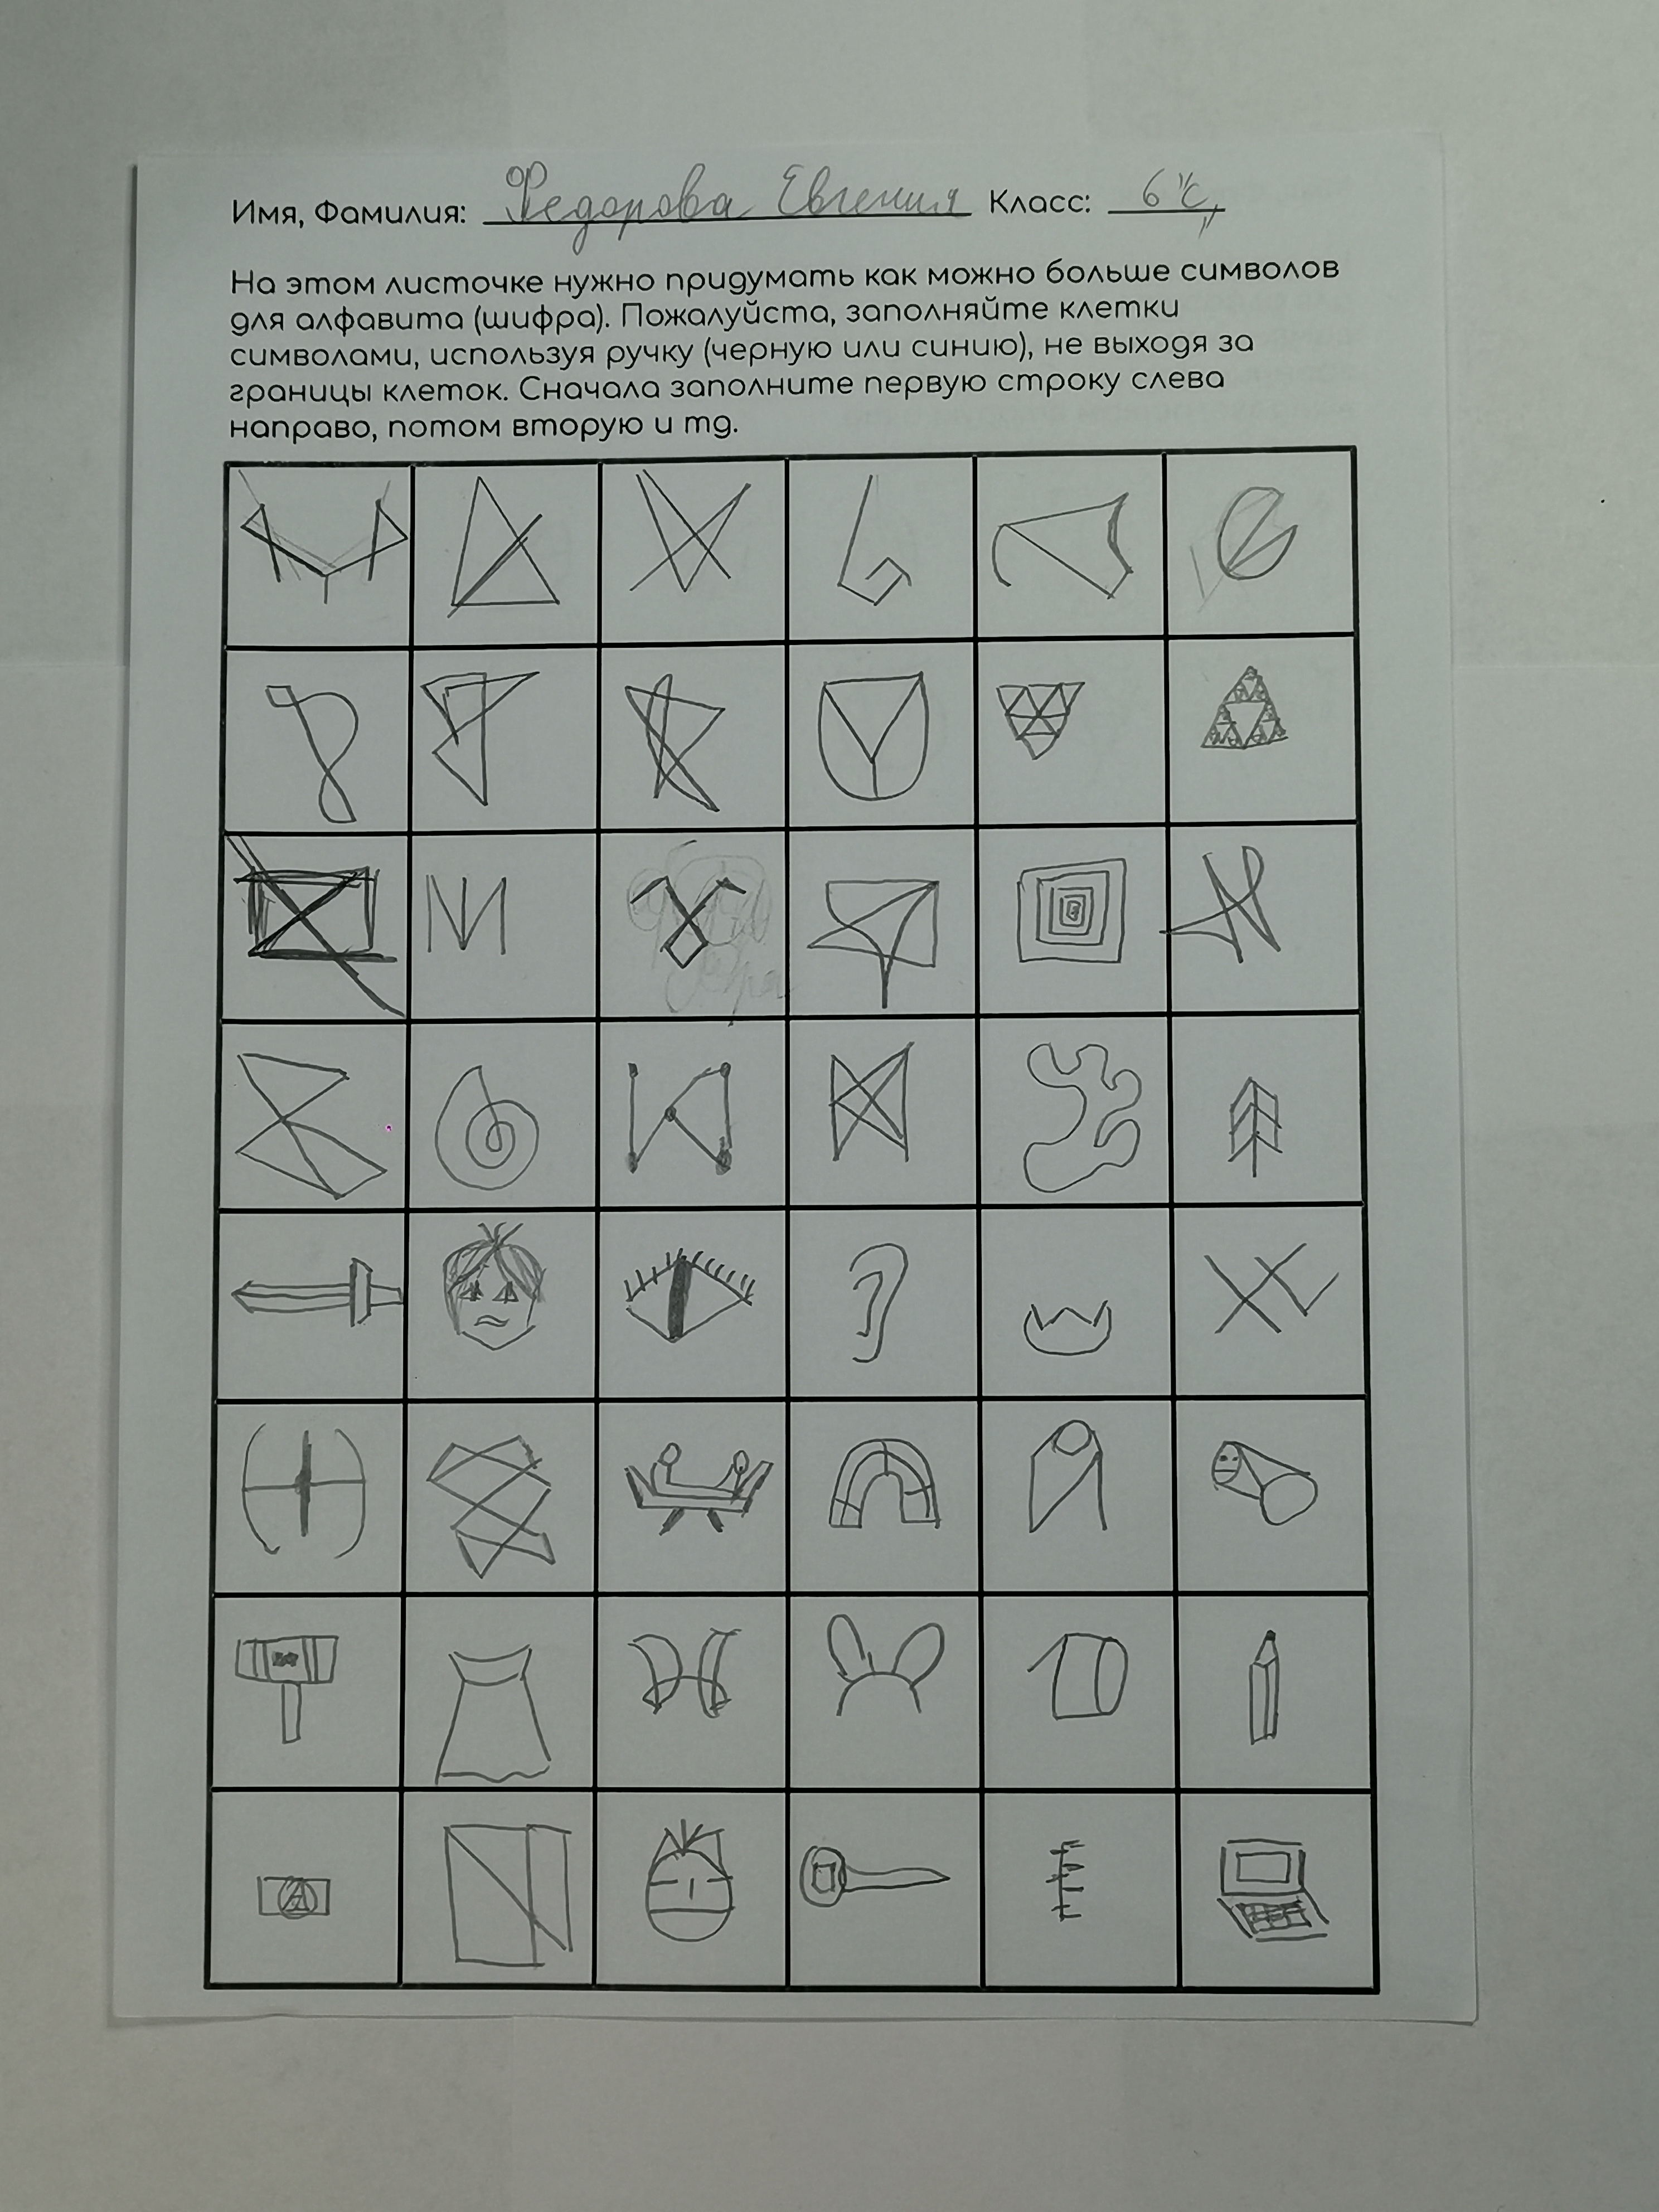 Имя, Фамилия: Федорова Евгения Класс: 6 "С"
На этом листочке нужно придумать как можно больше символов
для алфавита (шифра). Пожалуйста, заполняйте клетки
символами, используя ручку (черную или синию), не выходя за
границы клеток. Сначала заполните первую строку слева
направо, потом вторую и тд.